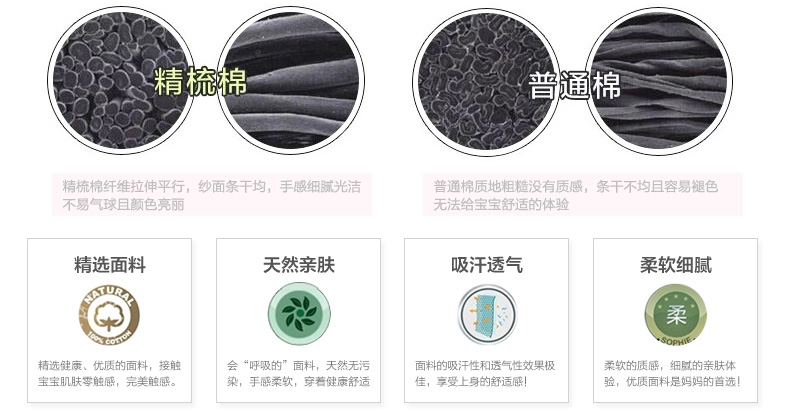 精梳棉
普通棉
精梳棉纤维拉伸平行，纱面条干均，手感细腻光洁
不易气球且颜色亮丽
普通棉质地粗糙没有质感，条干不均且容易褪色
无法给宝宝舒适的体验
精选面料
NATURAL
100% COTTON
精选健康、优质的面料，接触
宝宝肌肤零触感，完美触感。
天然亲肤
会“呼吸的”面料，天然无污
染，手感柔软，穿着健康舒适
吸汗透气
面料的吸汗性和透气性效果极
佳，享受上身的舒适感！
柔软细腻
柔
SOPHIE
柔软的质感，细腻的亲肤体
验，优质面料是妈妈的首选！